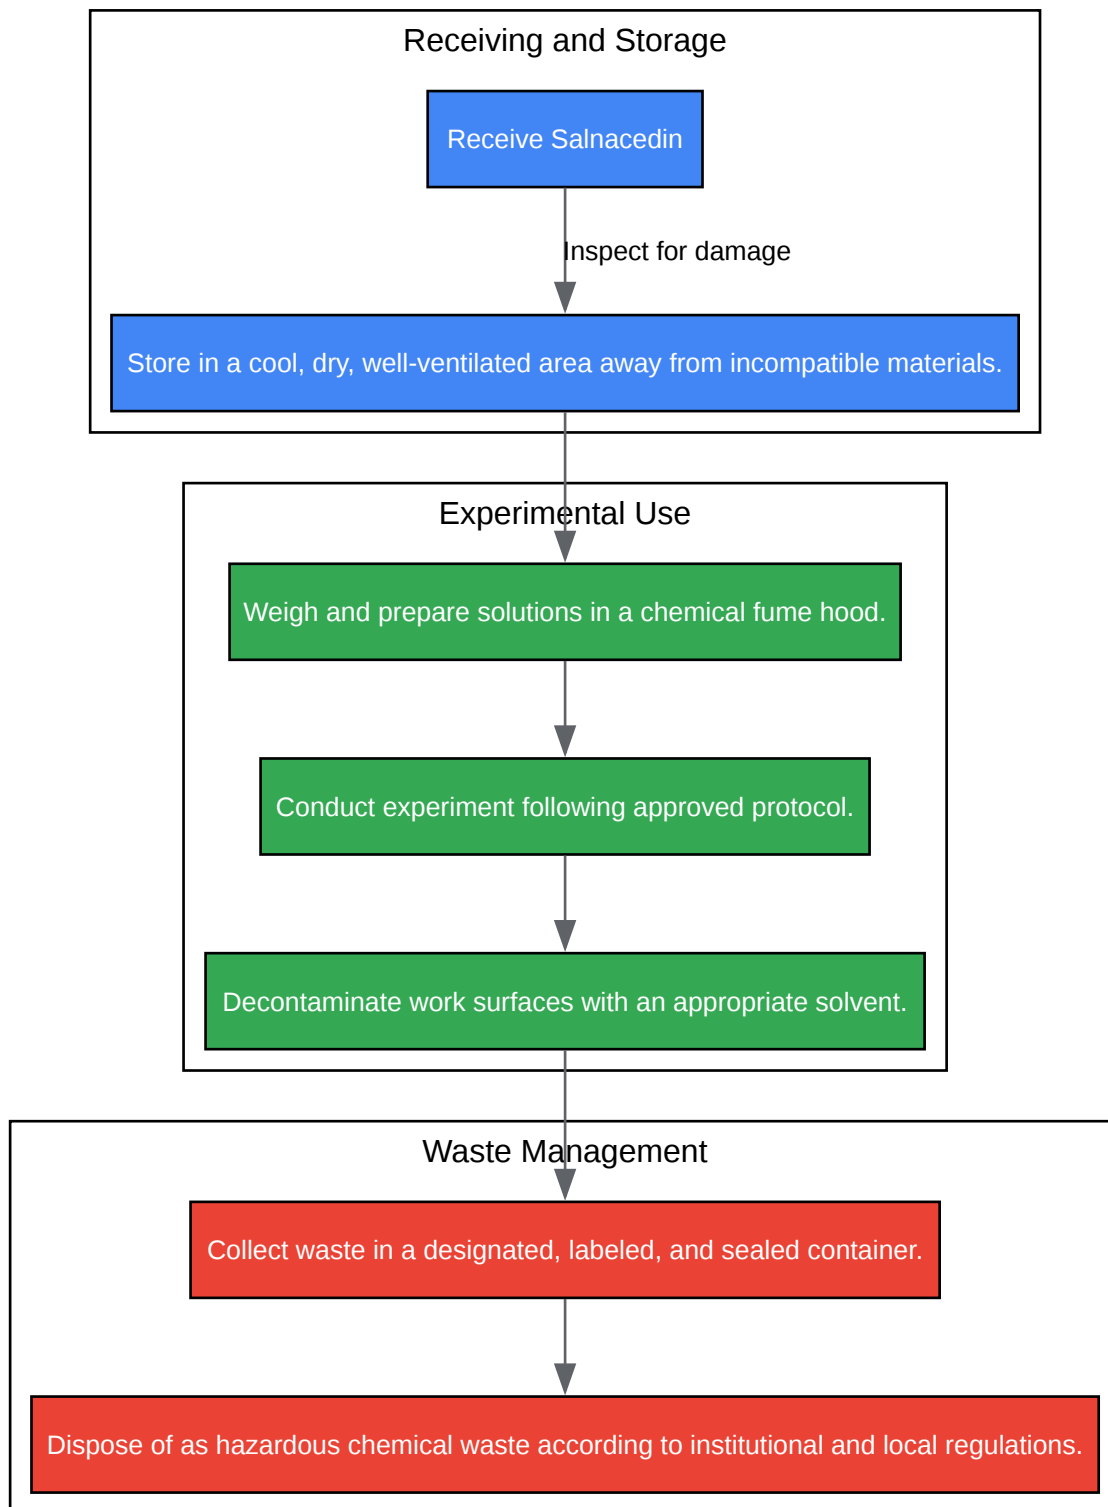 Receiving and Storage
Receive Salnacedin
Inspect for damage
Store in a cool, dry, well-ventilated area away from incompatible materials.
Experimental Use
Weigh and prepare solutions in a chemical fume hood.
Conduct experiment following approved protocol.
Decontaminate work surfaces with an appropriate solvent.
Waste Management
Collect waste in a designated, labeled, and sealed container.
Dispose of as hazardous chemical waste according to institutional and local regulations.